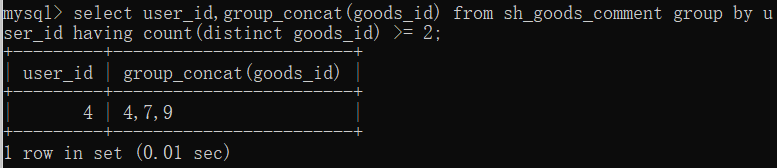 mysql> select user_id,group_concat(goods_id) from sh_goods_comment group by u
ser_id having count(distinct goods_id) >= 2;
+---------+------------------------+
| user_id | group_concat(goods_id) |
+---------+------------------------+
|       4 | 4,7,9                  |
+---------+------------------------+
1 row in set (0.01 sec)